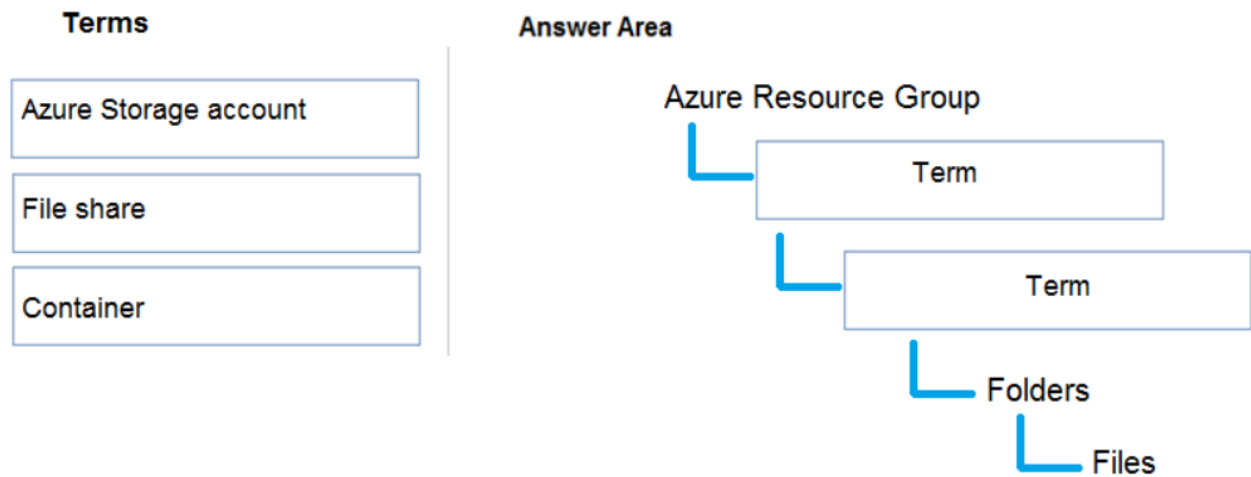 Terms
Azure Storage account
File share
Container
Answer Area
Azure Resource Group
Term
Term
Folders
Files